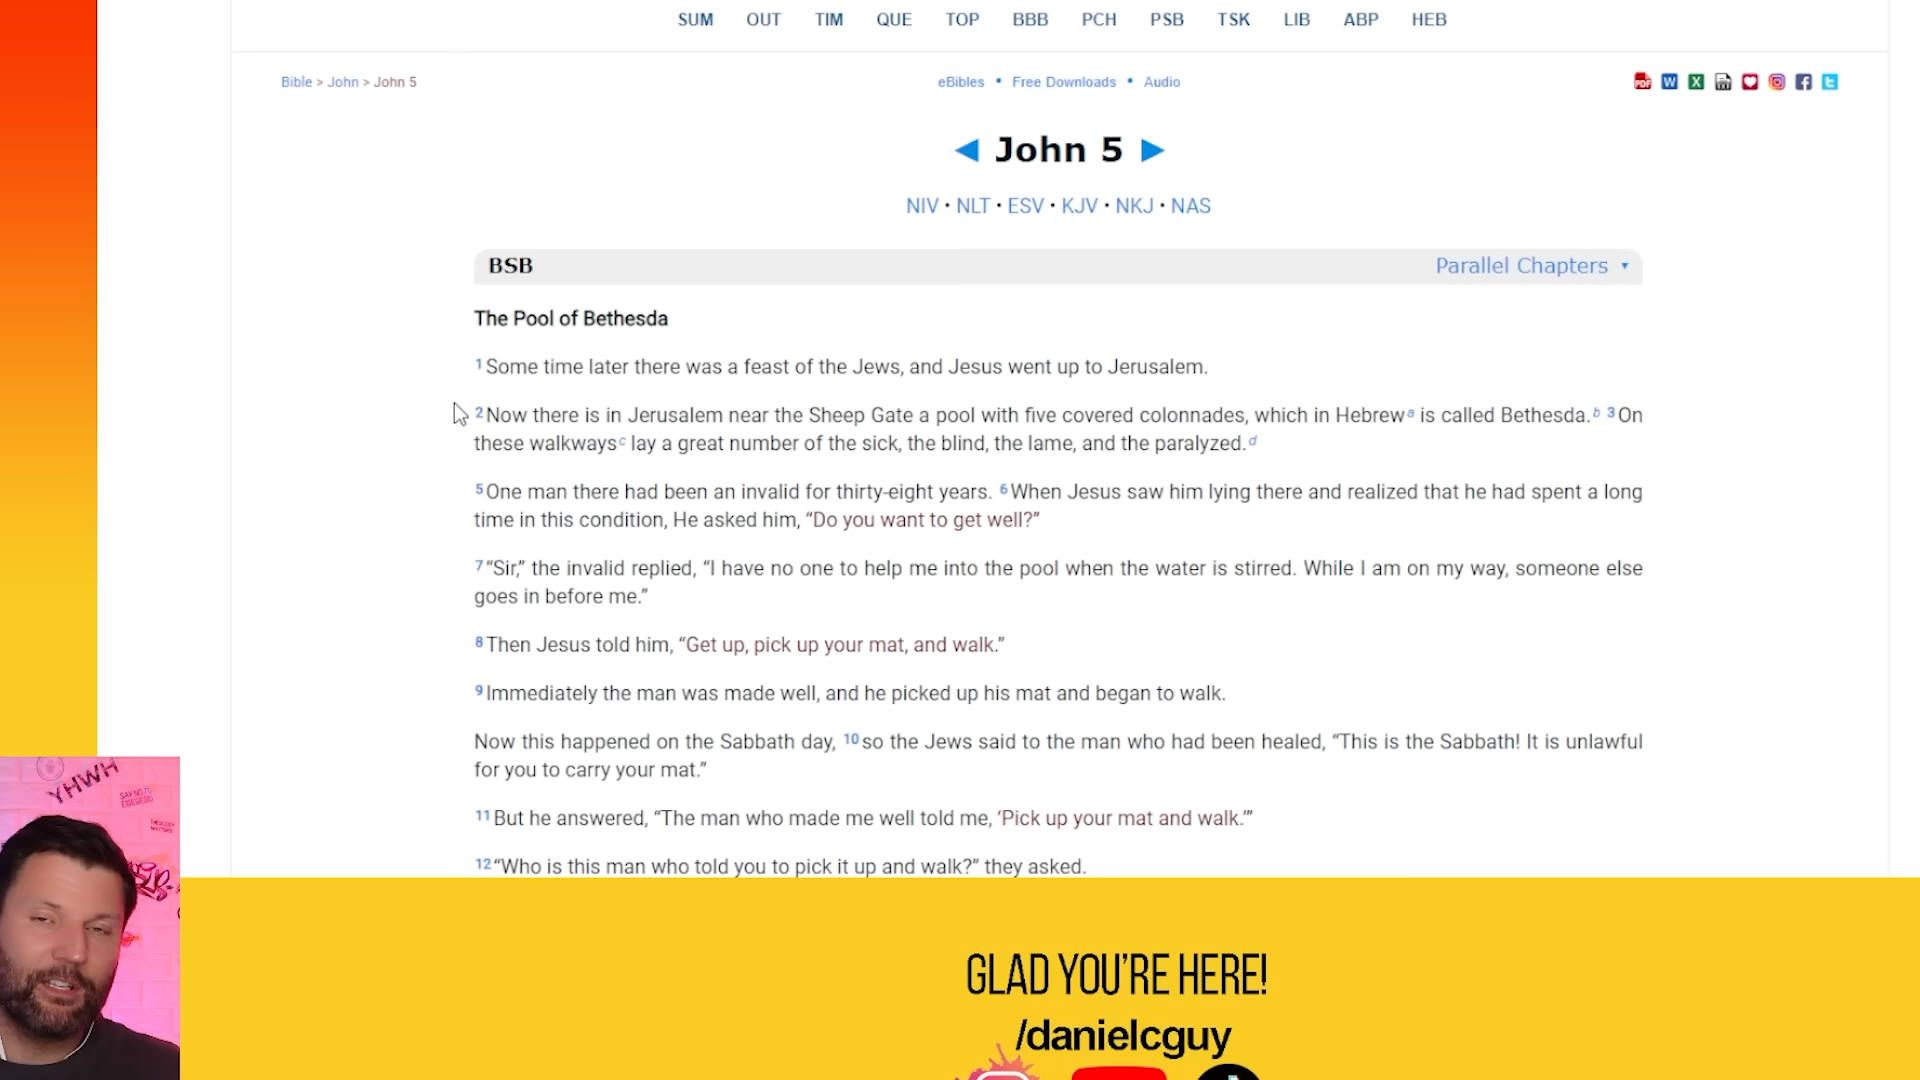 SUM OUT TIM QUE TOP BBB PCH PSB TSK LIB ABP HEB
Bible > John > John 5
eBibles • Free Downloads • Audio
◄ John 5 ►
NIV • NLT • ESV • KJV • NKJ • NAS
BSB Parallel Chapters ▾
The Pool of Bethesda
1 Some time later there was a feast of the Jews, and Jesus went up to Jerusalem.
2 Now there is in Jerusalem near the Sheep Gate a pool with five covered colonnades, which in Hebrew a is called Bethesda. b 3 On
these walkways c lay a great number of the sick, the blind, the lame, and the paralyzed. d
5 One man there had been an invalid for thirty-eight years. 6 When Jesus saw him lying there and realized that he had spent a long
time in this condition, He asked him, “Do you want to get well?”
7 “Sir,” the invalid replied, “I have no one to help me into the pool when the water is stirred. While I am on my way, someone else
goes in before me.”
8 Then Jesus told him, “Get up, pick up your mat, and walk.”
9 Immediately the man was made well, and he picked up his mat and began to walk.
Now this happened on the Sabbath day, 10 so the Jews said to the man who had been healed, “This is the Sabbath! It is unlawful
for you to carry your mat.”
11 But he answered, “The man who made me well told me, ‘Pick up your mat and walk.’”
12 “Who is this man who told you to pick it up and walk?” they asked.
YHWH
SAY NO TO
EISEGESIS
THEOLOGY
MATTERS
GLAD YOU'RE HERE!
/danielcguy